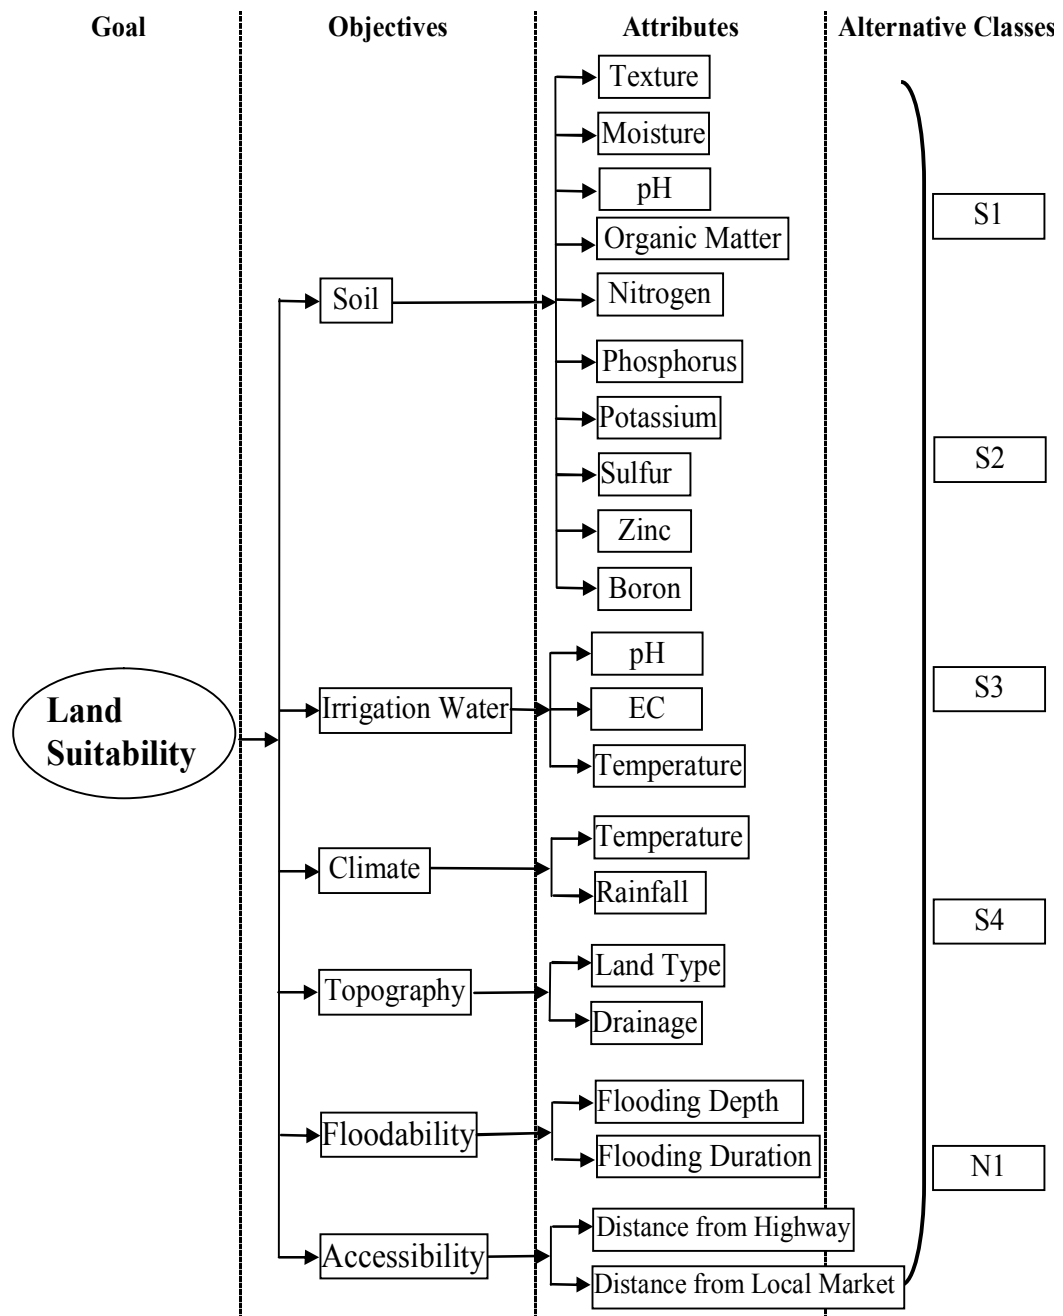 Goal
Objectives
Attributes
Alternative Classes
Texture
Moisture
pH
Organic Matter
Nitrogen
Phosphorus
Potassium
Sulfur
Zinc
Boron
Soil
pH
EC
Temperature
Irrigation Water
Land
Suitability
Temperature
Rainfall
Climate
Land Type
Drainage
Topography
Flooding Depth
Flooding Duration
Floodability
Distance from Highway
Distance from Local Market
Accessibility
S1
S2
S3
S4
N1